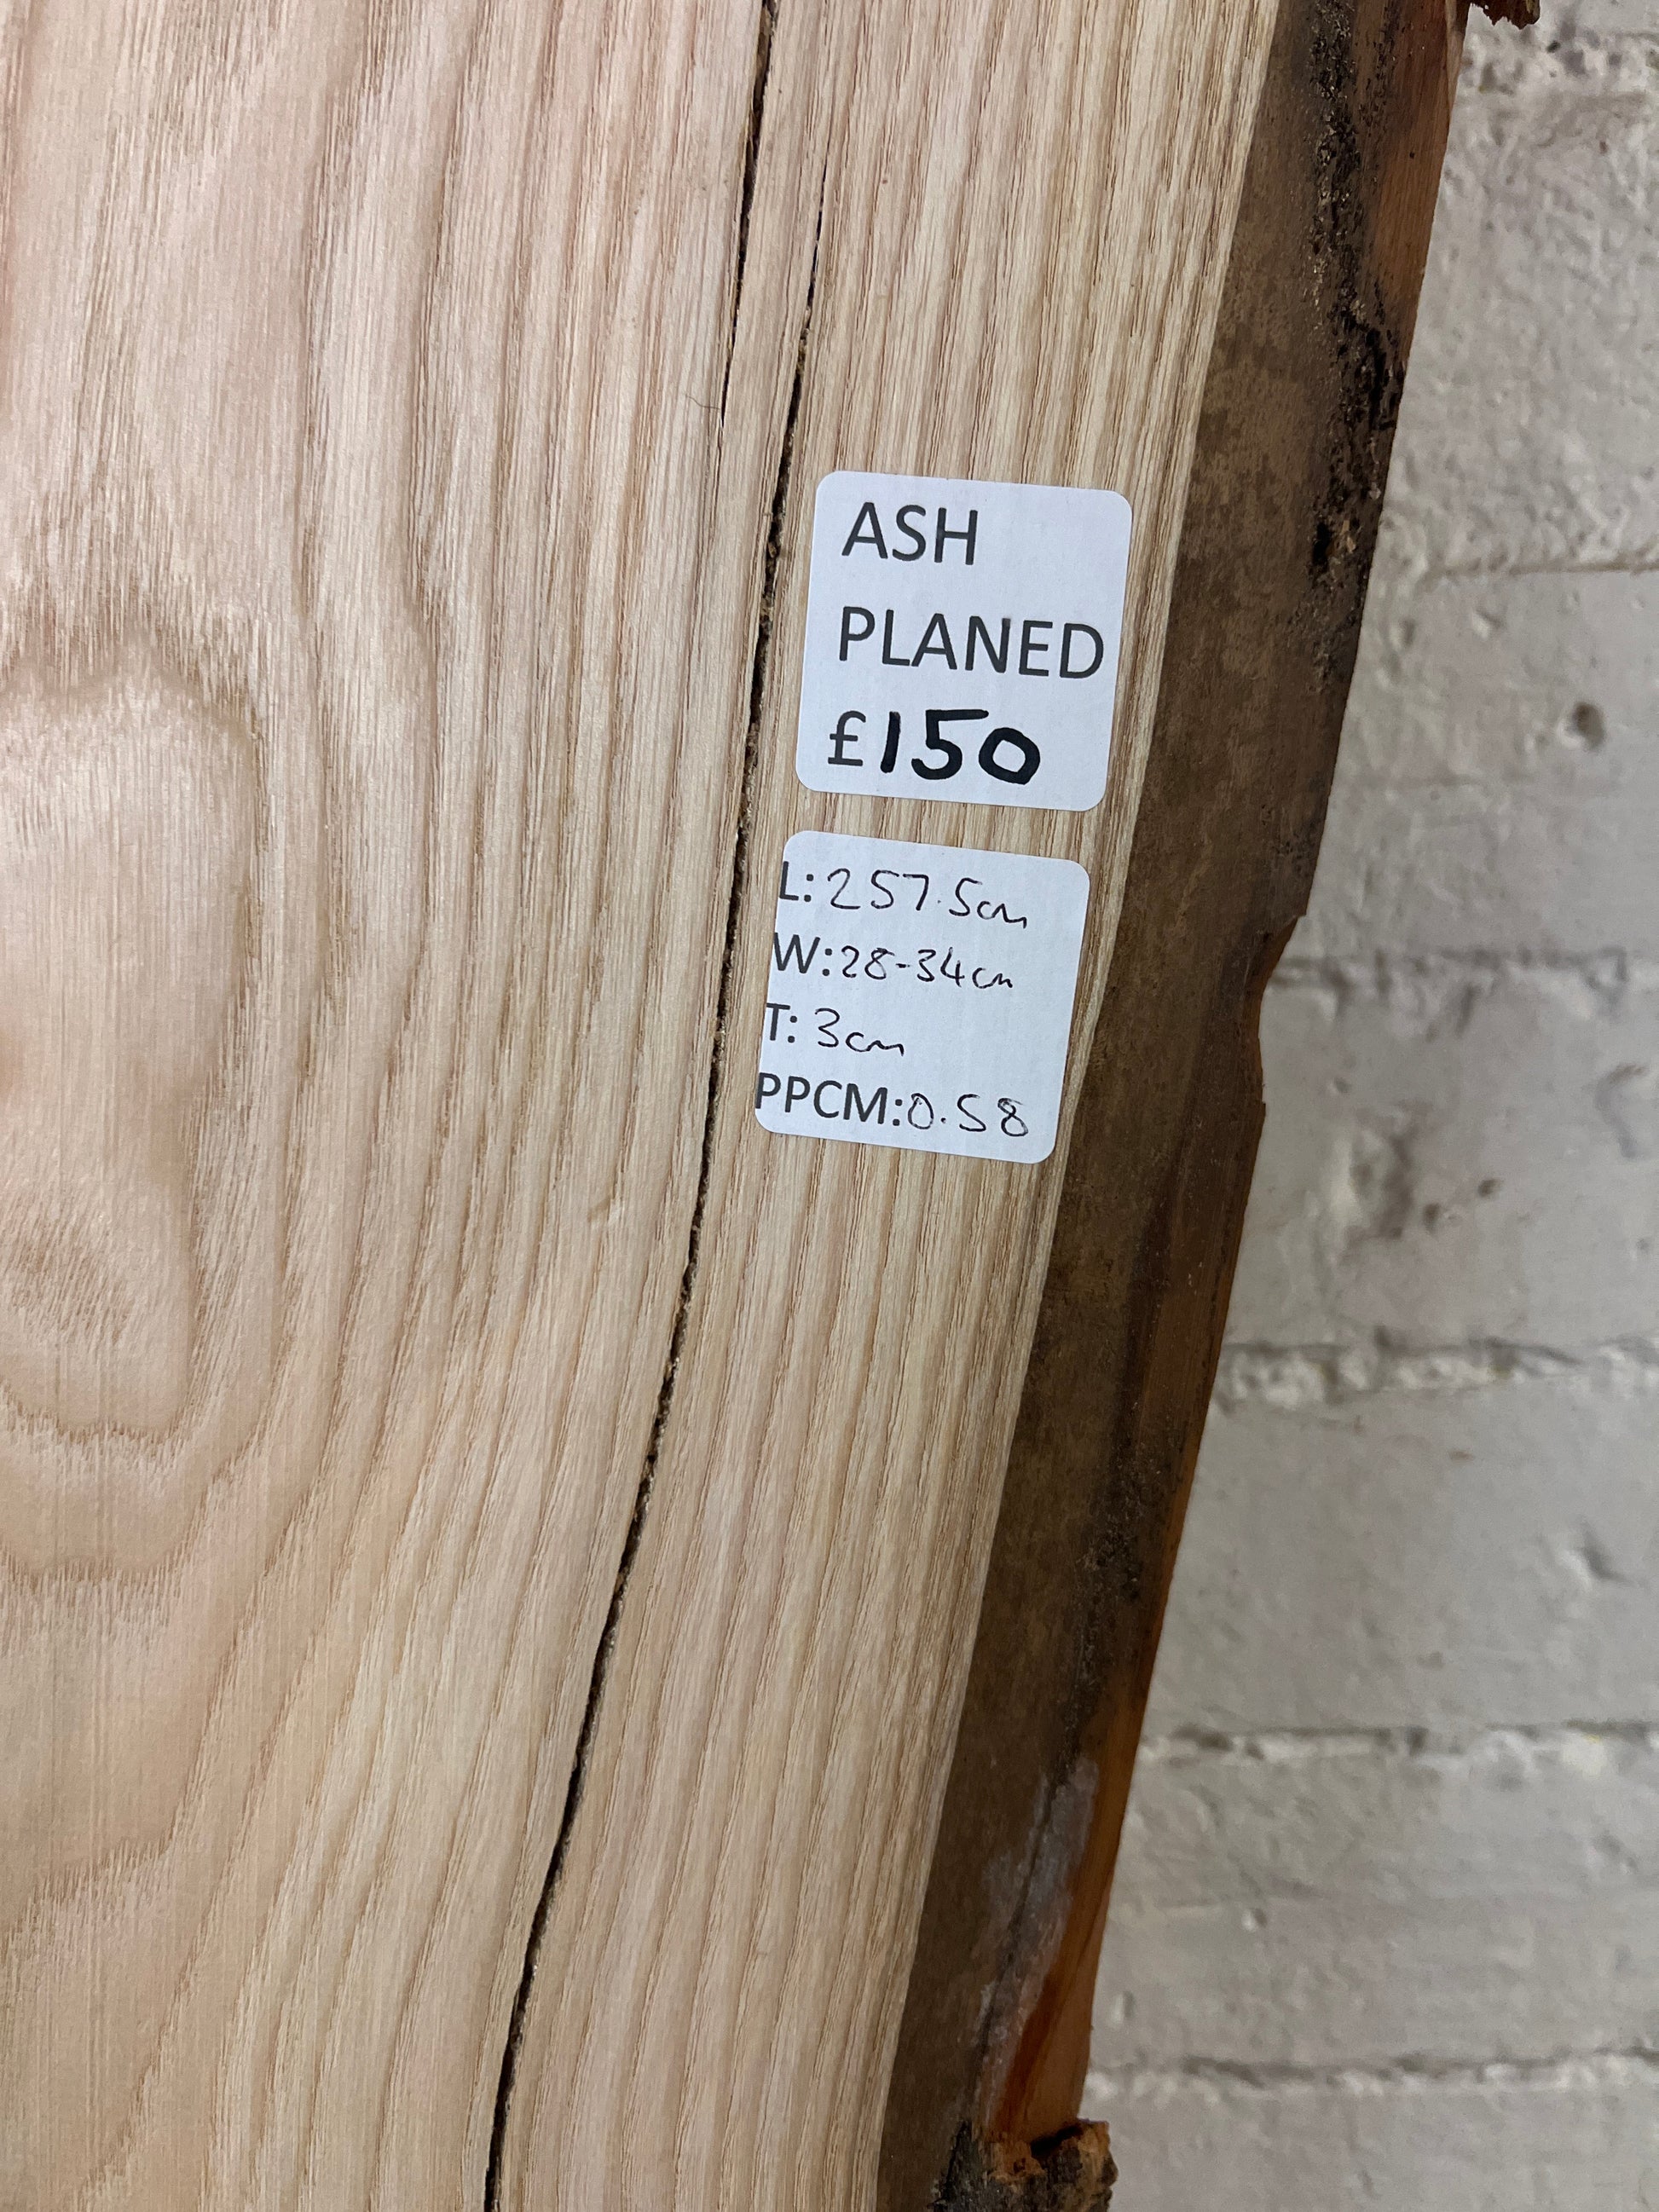 ASH
PLANED
£150
L: 257.5cm
W: 28-34cm
T: 3cm
PPCM: 0.58